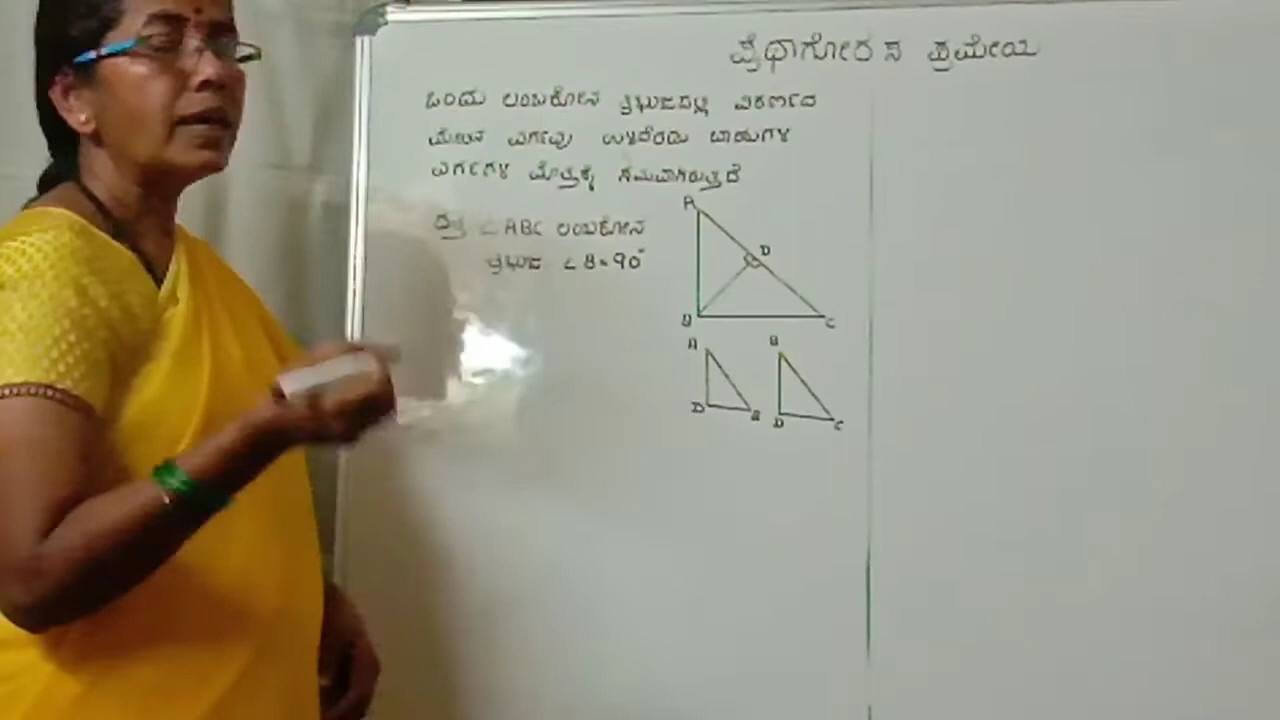 ಪೈಥಾಗೋರಸ ಪ್ರಮೇಯ
ಒಂದು ಲಂಬಕೋನ ತ್ರಿಭುಜದಲ್ಲಿ ವಿಕರ್ಣದ
ಮೇಲಿನ ವರ್ಗವು ಉಳಿದೆರಡು ಬಾಹುಗಳ
ವರ್ಗಗಳ ಮೊತ್ತಕ್ಕೆ ಸಮವಾಗಿರುತ್ತದೆ
ದತ್ತ △ ABC ಲಂಬಕೋನ
ತ್ರಿಭುಜ ∠B=90°
A
D
B C
A B
D B D C